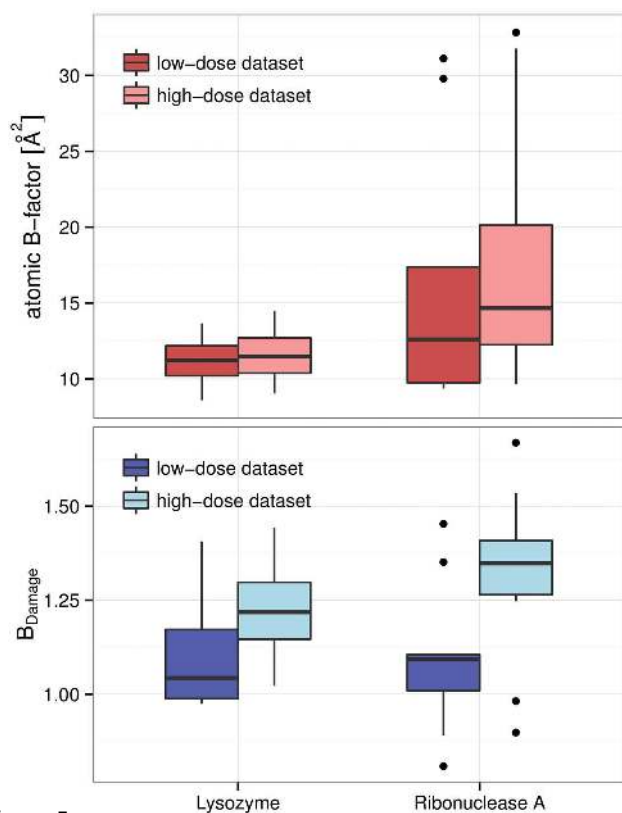 low-dose dataset
high-dose dataset
30
25
20
15
10
atomic B-factor [Å²]
low-dose dataset
high-dose dataset
1.50
1.25
1.00
B_Damage
Lysozyme Ribonuclease A